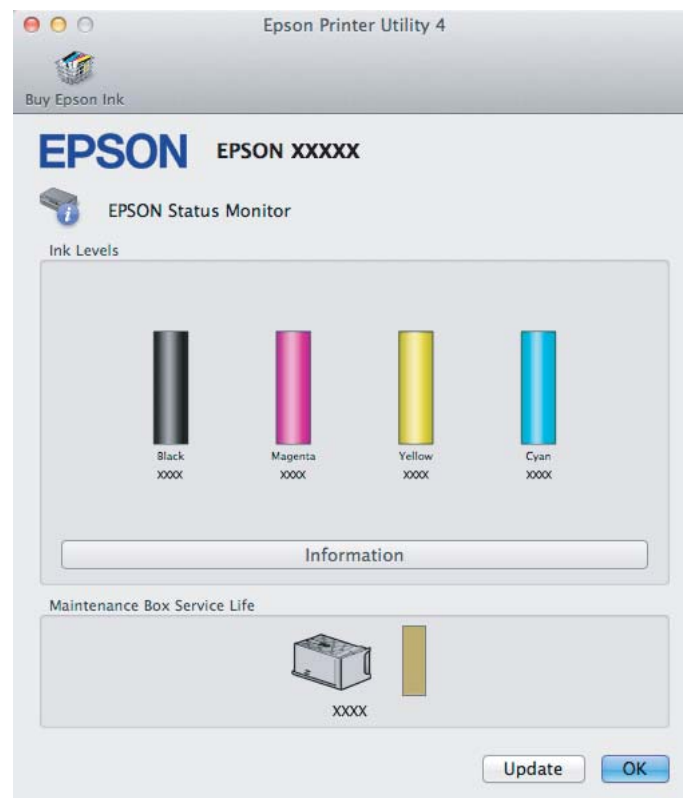 Epson Printer Utility 4
Buy Epson Ink
EPSON EPSON XXXXX
EPSON Status Monitor
Ink Levels
Black Magenta Yellow Cyan
XXXX XXXX XXXX XXXX
Information
Maintenance Box Service Life
XXXX
Update OK